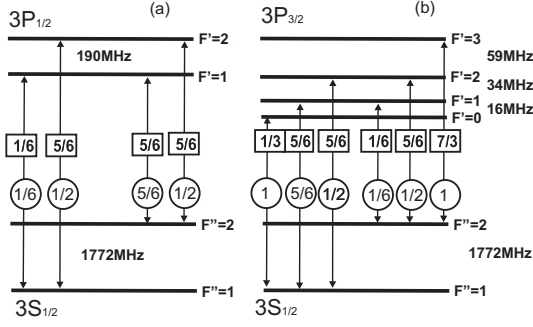 (a)
3P1/2
F'=2
190MHz
F'=1
1/6 5/6 5/6 5/6
1/6 1/2 5/6 1/2
F''=2
1772MHz
F''=1
3S1/2
(b)
3P3/2
F'=3
59MHz
F'=2
34MHz
F'=1
16MHz
F'=0
1/3 5/6 5/6 1/6 5/6 7/3
1 5/6 1/2 1/6 1/2 1
F''=2
1772MHz
F''=1
3S1/2